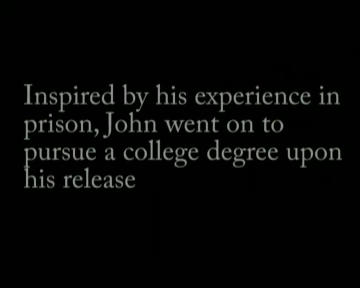 Inspired by his experience in
prison, John went on to
pursue a college degree upon
his release